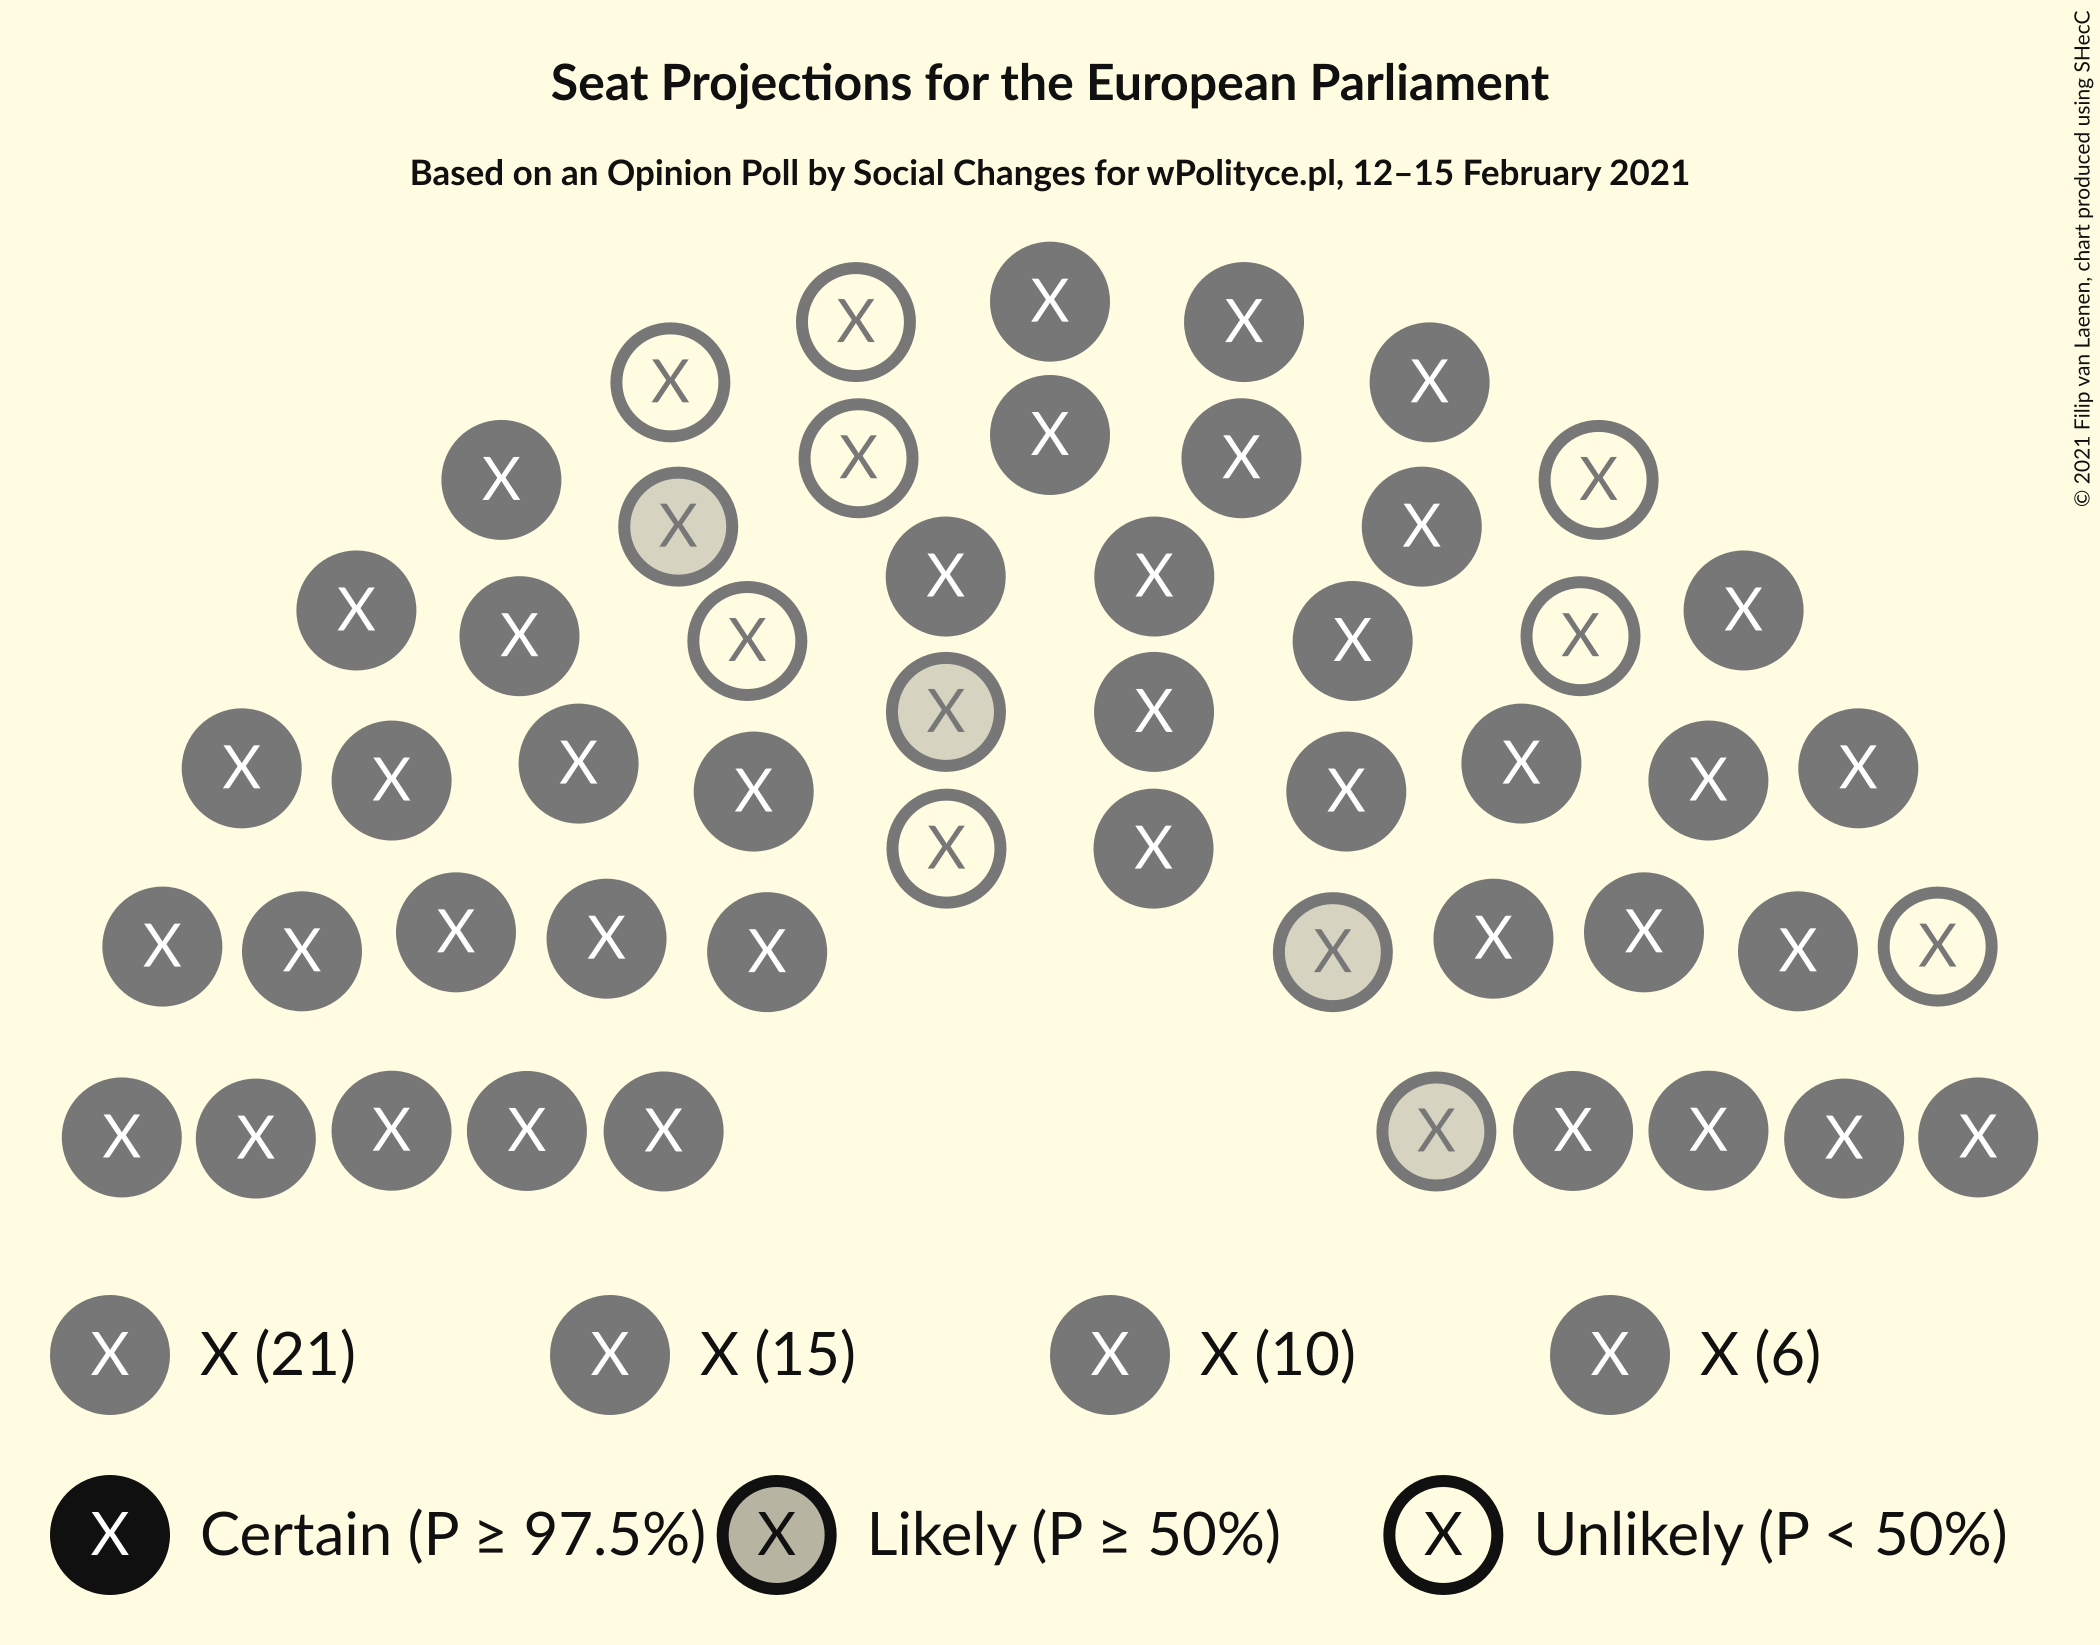 Seat Projections for the European Parliament
Based on an Opinion Poll by Social Changes for wPolityce.pl, 12–15 February 2021
© 2021 Filip van Laenen, chart produced using SHecC
X
X X
X X
X
X X
X X
X X
X X
X X
X X
X X
X X
X X X X
X X
X X
X X
X X X X X X X X X X
X X X X X X X X X X
X X (21) X X (15) X X (10) X X (6)
X Certain (P ≥ 97.5%) X Likely (P ≥ 50%) X Unlikely (P < 50%)